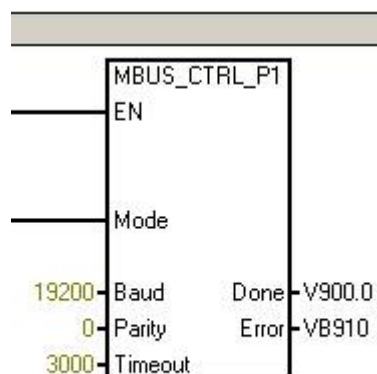 MBUS_CTRL_P1
EN
Mode
19200 Baud Done V900.0
0 Parity Error VB910
3000 Timeout